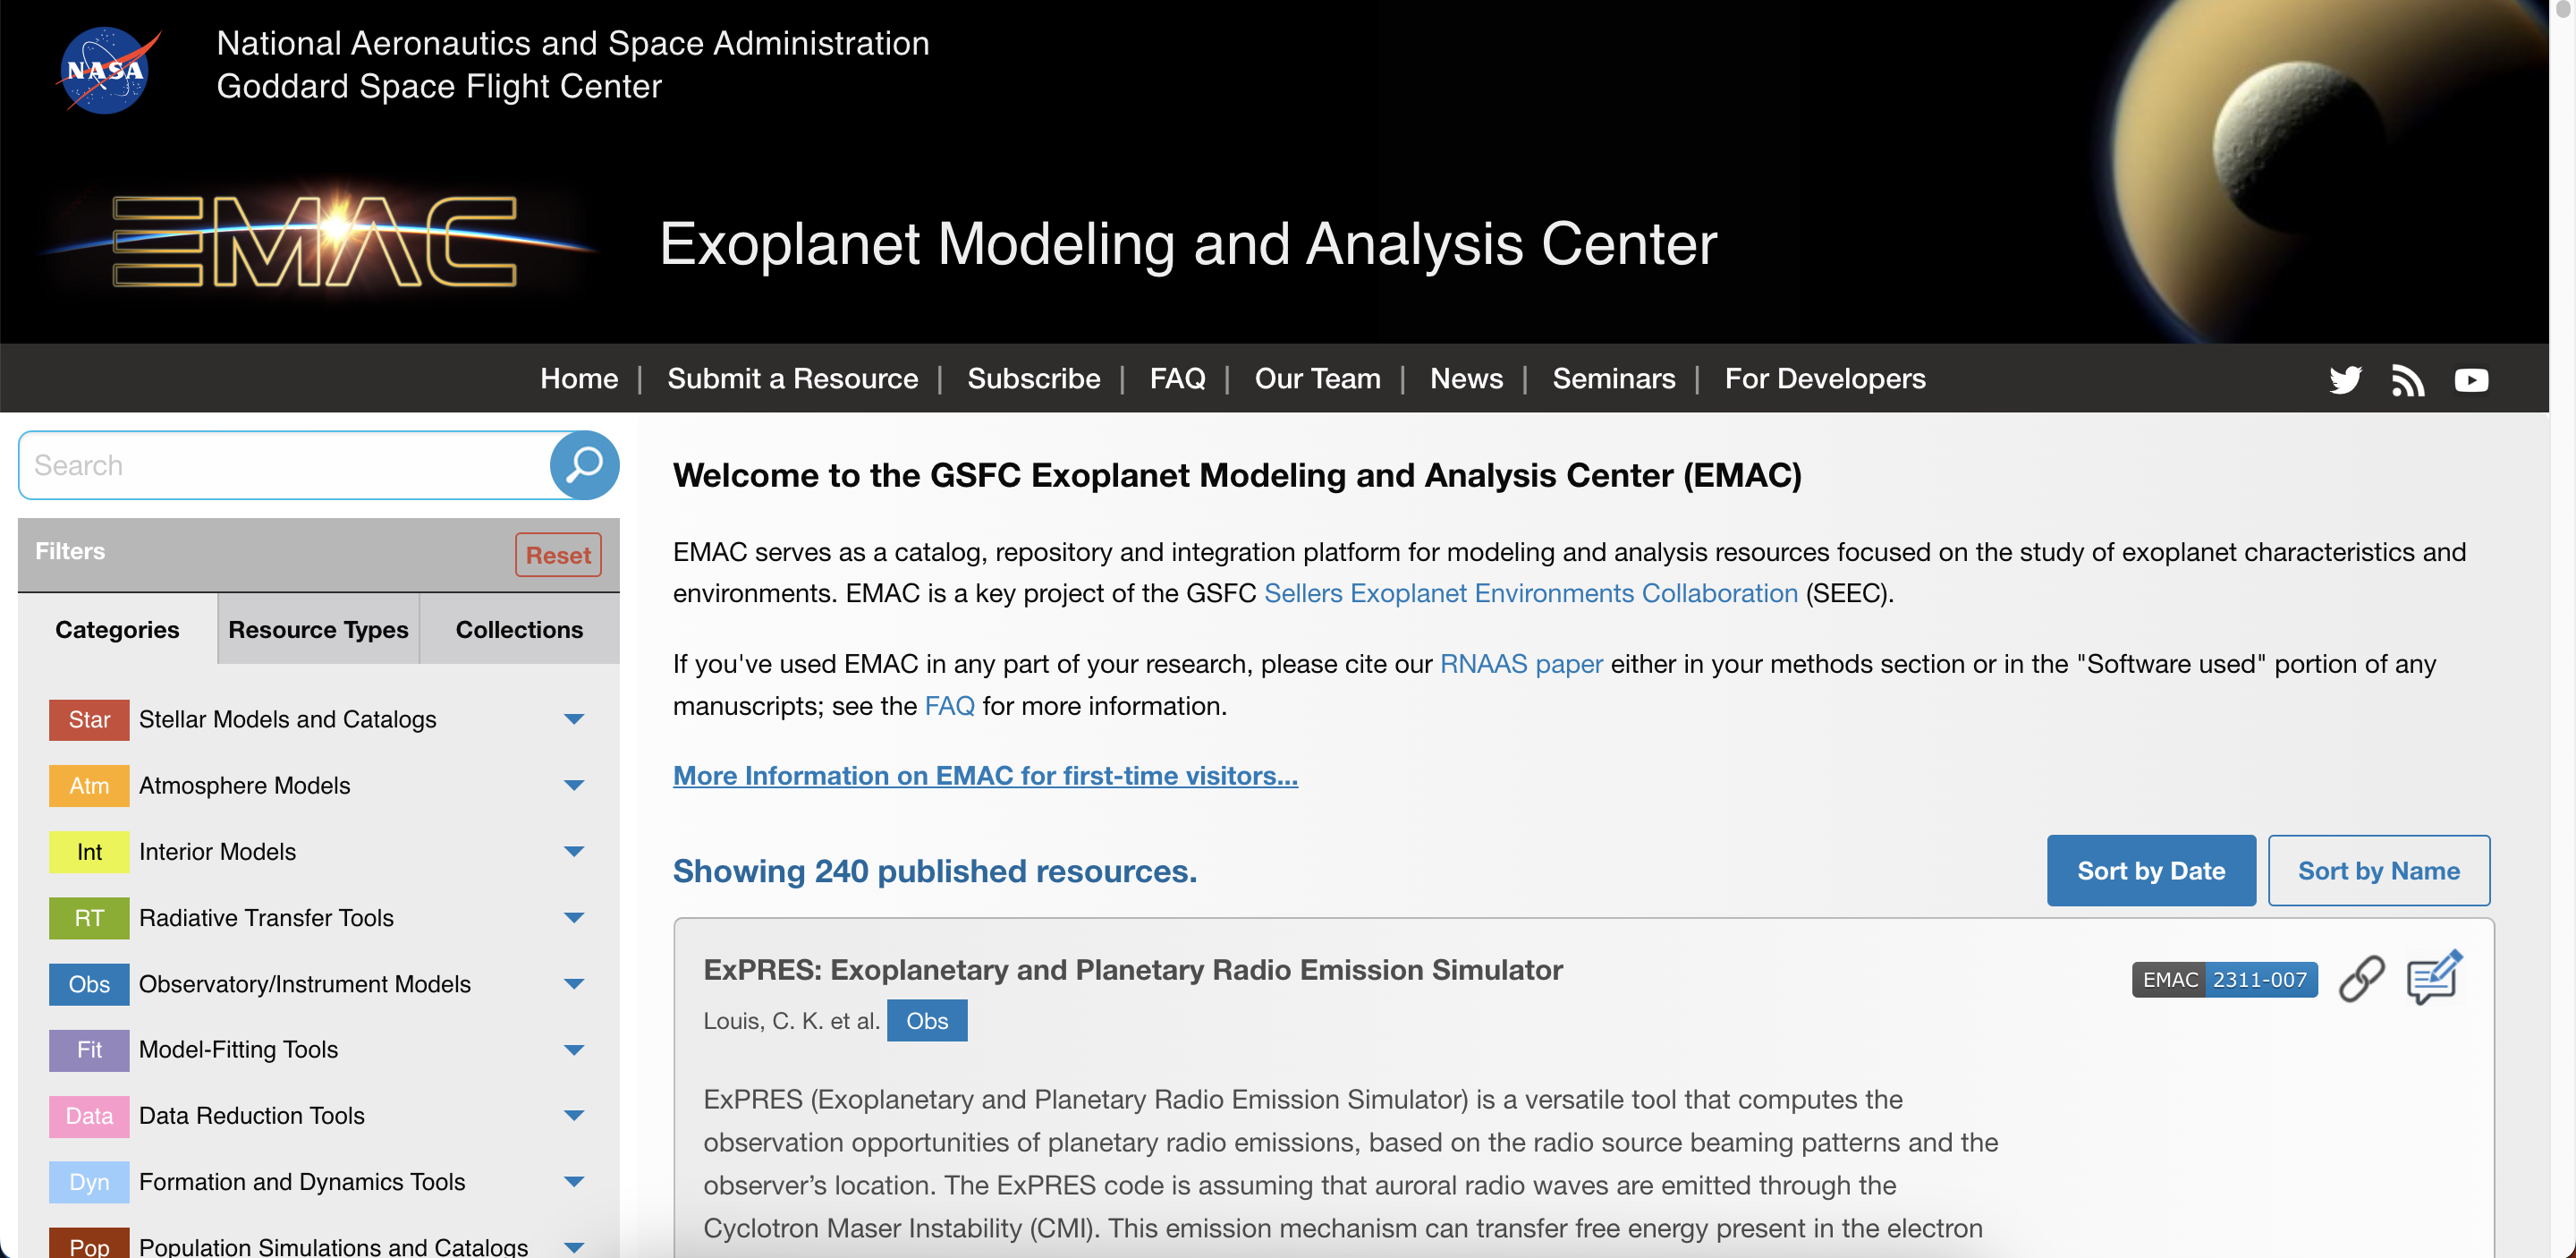 NASA
National Aeronautics and Space Administration
Goddard Space Flight Center
EMAC
Exoplanet Modeling and Analysis Center
Home | Submit a Resource | Subscribe | FAQ | Our Team | News | Seminars | For Developers
Search
Filters
Reset
Categories
Resource Types
Collections
Star Stellar Models and Catalogs
Atm Atmosphere Models
Int Interior Models
RT Radiative Transfer Tools
Obs Observatory/Instrument Models
Fit Model-Fitting Tools
Data Data Reduction Tools
Dyn Formation and Dynamics Tools
Pop Population Simulations and Catalogs
Welcome to the GSFC Exoplanet Modeling and Analysis Center (EMAC)
EMAC serves as a catalog, repository and integration platform for modeling and analysis resources focused on the study of exoplanet characteristics and
environments. EMAC is a key project of the GSFC Sellers Exoplanet Environments Collaboration (SEEC).
If you've used EMAC in any part of your research, please cite our RNAAS paper either in your methods section or in the "Software used" portion of any
manuscripts; see the FAQ for more information.
More Information on EMAC for first-time visitors...
Showing 240 published resources.
Sort by Date
Sort by Name
ExPRES: Exoplanetary and Planetary Radio Emission Simulator
EMAC 2311-007
Louis, C. K. et al. Obs
ExPRES (Exoplanetary and Planetary Radio Emission Simulator) is a versatile tool that computes the
observation opportunities of planetary radio emissions, based on the radio source beaming patterns and the
observer’s location. The ExPRES code is assuming that auroral radio waves are emitted through the
Cyclotron Maser Instability (CMI). This emission mechanism can transfer free energy present in the electron